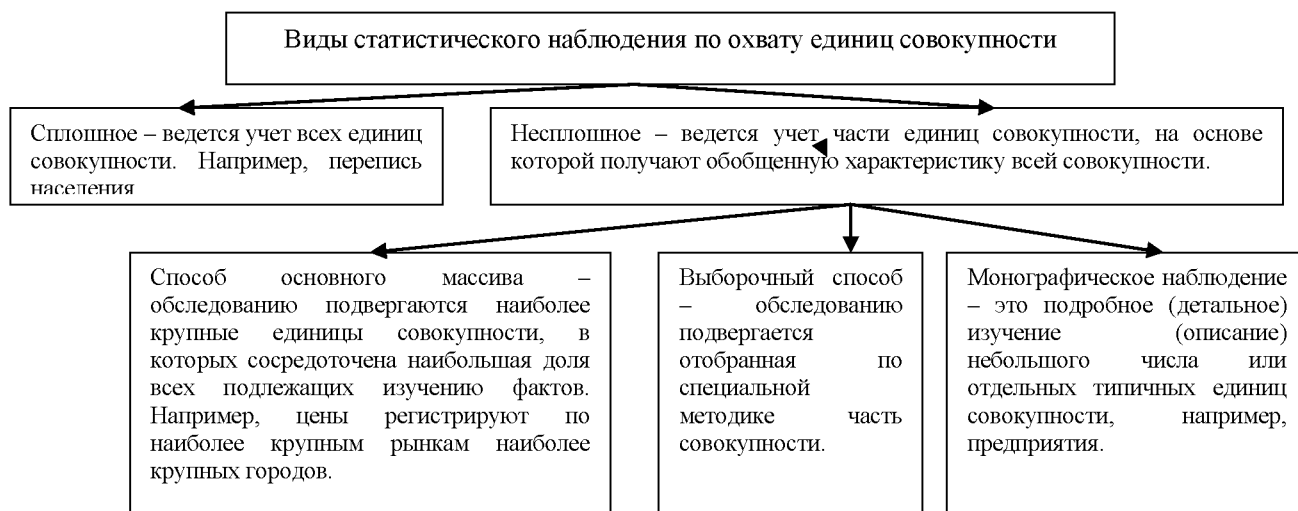 Виды статистического наблюдения по охвату единиц совокупности
Сплошное – ведется учет всех единиц
совокупности. Например, перепись
населения
Несплошное – ведется учет части единиц совокупности, на основе
которой получают обобщенную характеристику всей совокупности.
Способ основного массива –
обследованию подвергаются наиболее
крупные единицы совокупности, в
которых сосредоточена наибольшая доля
всех подлежащих изучению фактов.
Например, цены регистрируют по
наиболее крупным рынкам наиболее
крупных городов.
Выборочный способ
– обследованию
подвергается
отобранная по
специальной
методике часть
совокупности.
Монографическое наблюдение
– это подробное (детальное)
изучение (описание)
небольшого числа или
отдельных типичных единиц
совокупности, например,
предприятия.